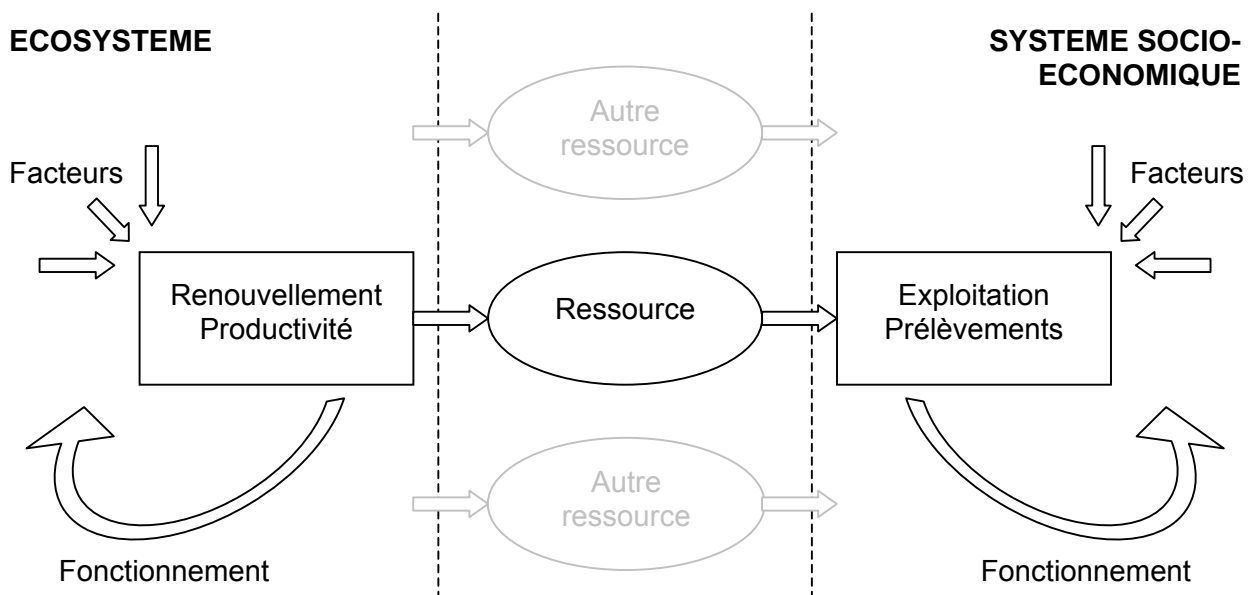 ECOSYSTEME
SYSTEME SOCIO-
ECONOMIQUE
Autre
ressource
Facteurs
Facteurs
Renouvellement
Productivité
Ressource
Exploitation
Prélèvements
Autre
ressource
Fonctionnement
Fonctionnement